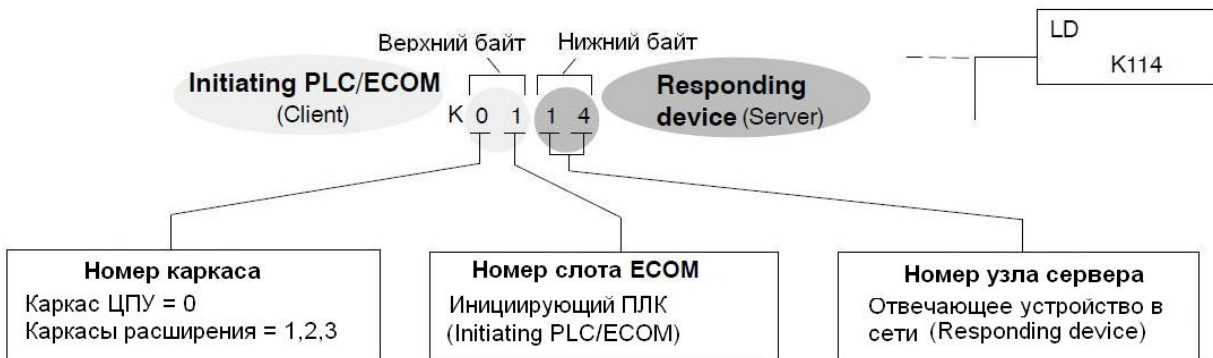 Верхний байт
Нижний байт
LD
K114
Initiating PLC/ECOM
(Client)
K 0 1 1 4
Responding
device (Server)
Номер каркаса
Каркас ЦПУ = 0
Каркасы расширения = 1,2,3
Номер слота ECOM
Инициирующий ПЛК
(Initiating PLC/ECOM)
Номер узла сервера
Отвечающее устройство в
сети (Responding device)